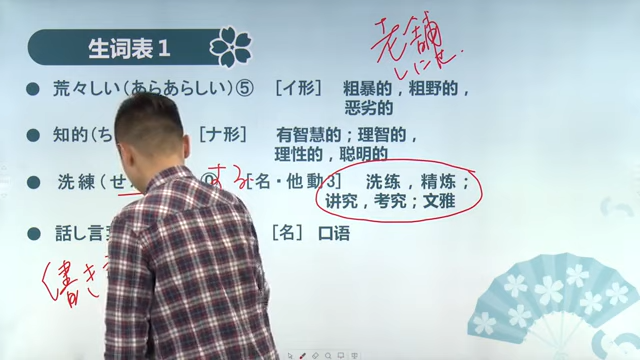 生词表1
老舗
しにせ
● 荒々しい(あらあらしい)⑤ [イ形] 粗暴的，粗野的，
恶劣的
● 知的(ち [ナ形] 有智慧的；理智的，
理性的，聪明的
● 洗練(せ する [名・他動3] 洗练，精炼；
讲究，考究；文雅
● 話し言 [名] 口语
書き